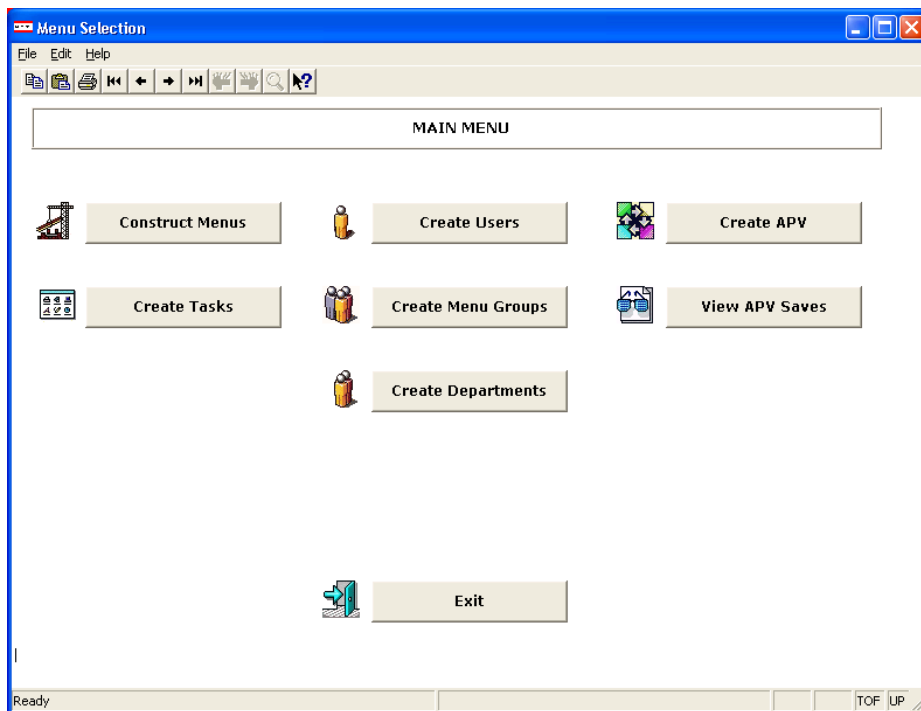 Menu Selection
File Edit Help
MAIN MENU
Construct Menus Create Users Create APV
Create Tasks Create Menu Groups View APV Saves
Create Departments
Exit
Ready TOF UP